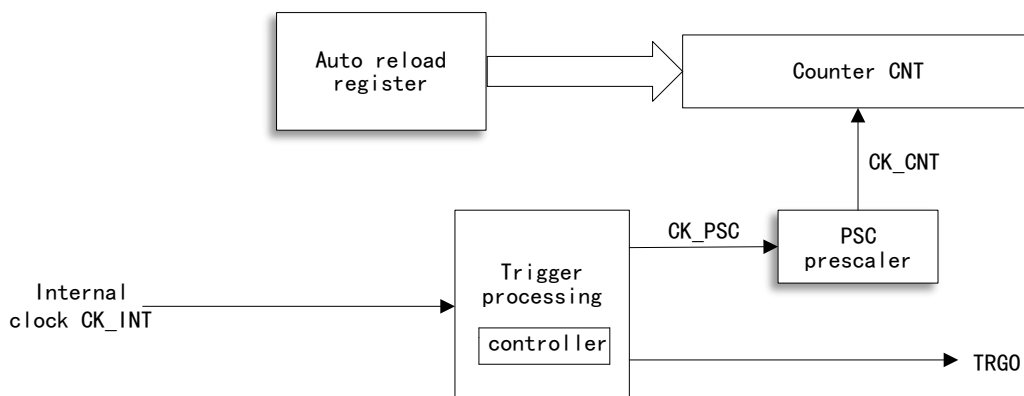 Auto reload
register
Counter CNT
CK_CNT
CK_PSC
PSC
prescaler
Trigger
processing
controller
Internal
clock CK_INT
TRGO